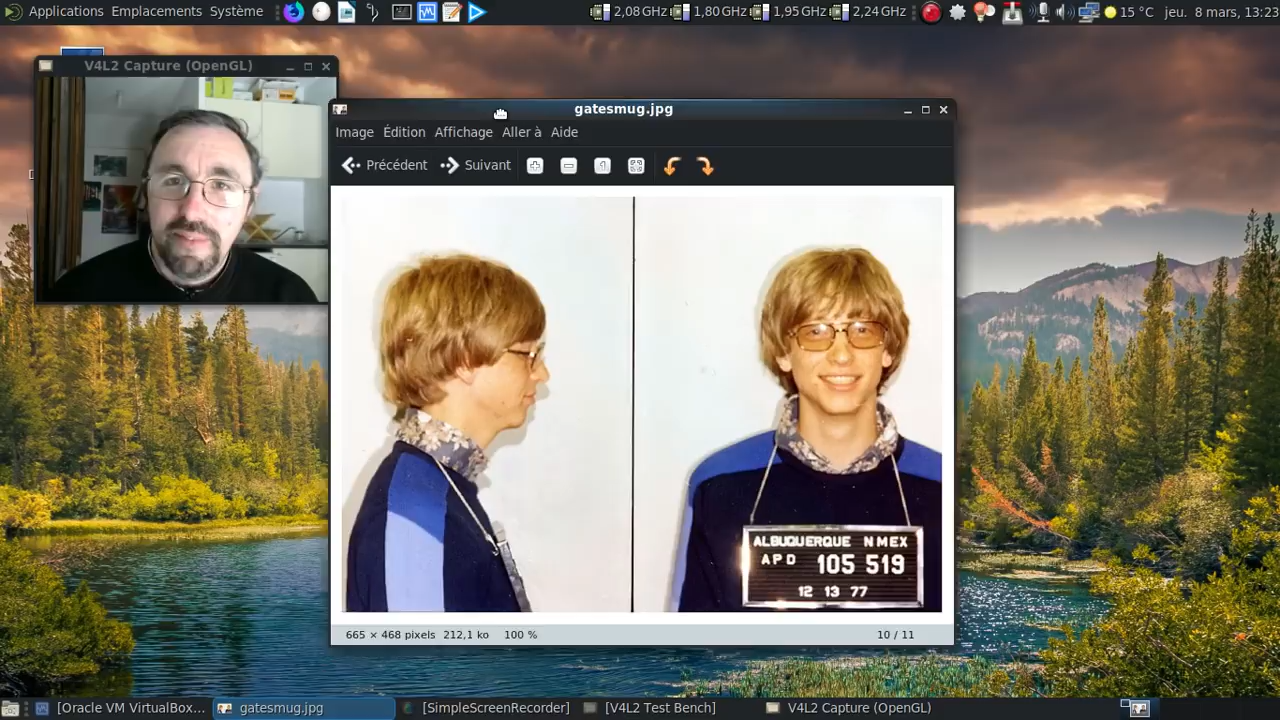 Applications Emplacements Système
2,08 GHz 1,80 GHz 1,95 GHz 2,24 GHz
15 °C jeu. 8 mars, 13:23
V4L2 Capture (OpenGL)
gatesmug.jpg
Image Édition Affichage Aller à Aide
Précédent Suivant
ALBUQUERQUE N MEX
APD 105 519
12 13 77
665 × 468 pixels 212,1 ko 100 %
10 / 11
[Oracle VM VirtualBox... gatesmug.jpg [SimpleScreenRecorder] [V4L2 Test Bench] V4L2 Capture (OpenGL)